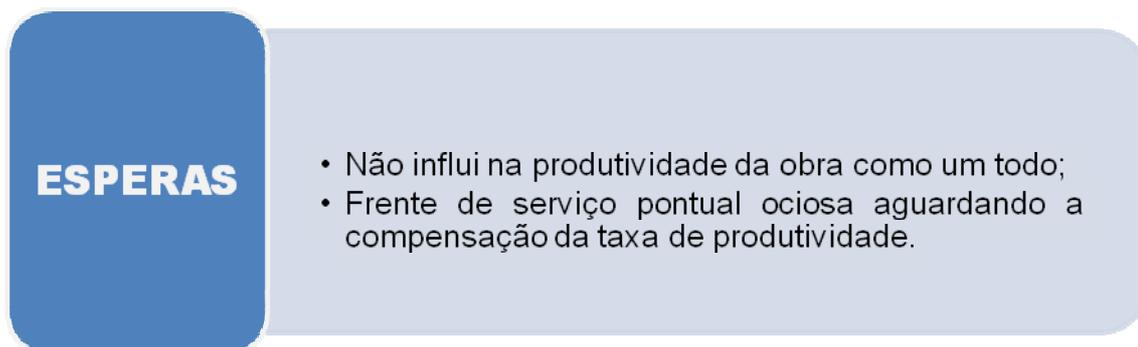 ESPERAS
• Não influi na produtividade da obra como um todo;
• Frente de serviço pontual ociosa aguardando a
compensação da taxa de produtividade.